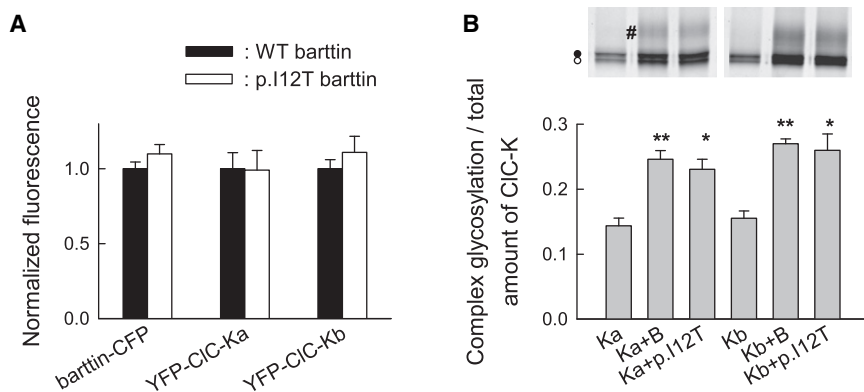 A
: WT barttin
: p.I12T barttin
Normalized fluorescence
1.0
0.5
0.0
barttin-CFP
YFP-ClC-Ka
YFP-ClC-Kb
B
#
Complex glycosylation / total
amount of ClC-K
0.3
0.2
0.1
0.0
**
*
**
*
Ka
Ka+B
Ka+p.I12T
Kb
Kb+B
Kb+p.I12T